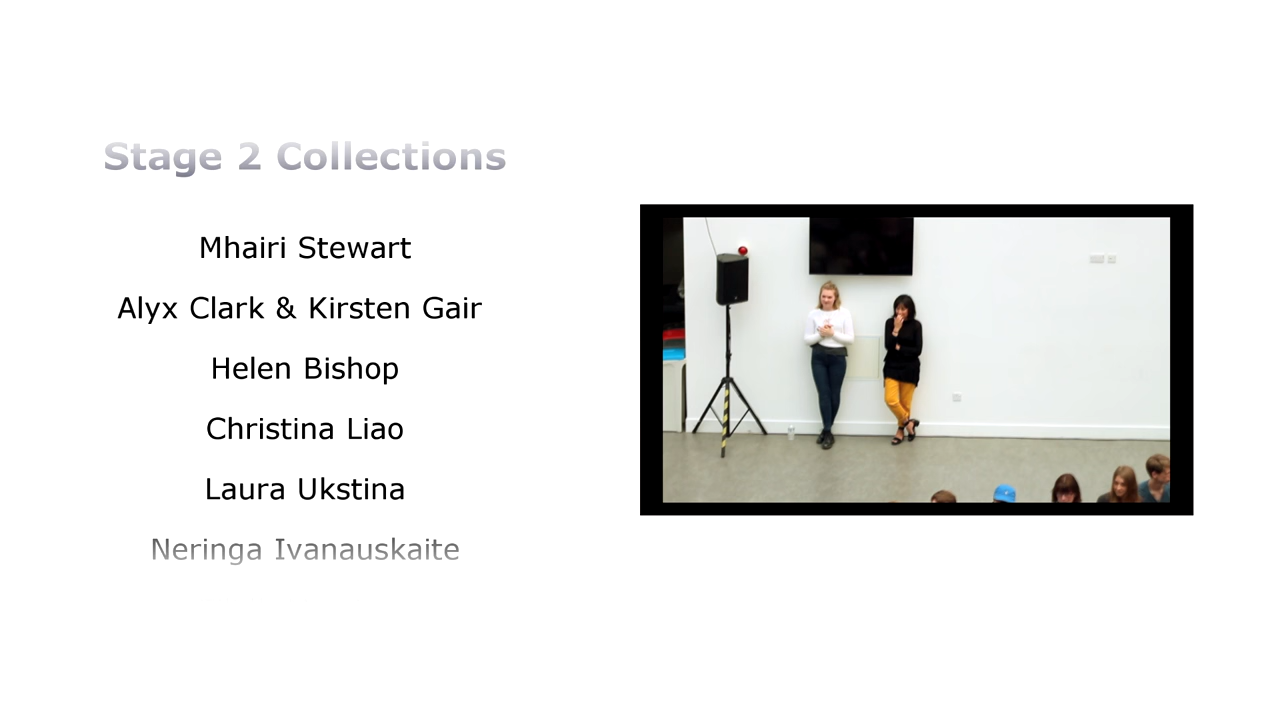 Stage 2 Collections
Mhairi Stewart
Alyx Clark & Kirsten Gair
Helen Bishop
Christina Liao
Laura Ukstina
Neringa Ivanauskaite